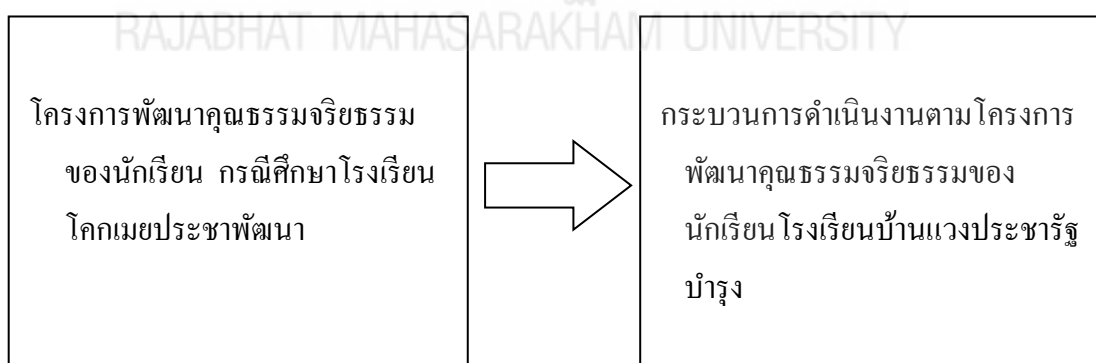 RAJABHAT MAHASARAKHAM UNIVERSITY
โครงการพัฒนาคุณธรรมจริยธรรม
ของนักเรียน กรณีศึกษาโรงเรียน
โคกเมยประชาพัฒนา
กระบวนการดำเนินงานตามโครงการ
พัฒนาคุณธรรมจริยธรรมของ
นักเรียนโรงเรียนบ้านแวงประชารัฐ
บำรุง